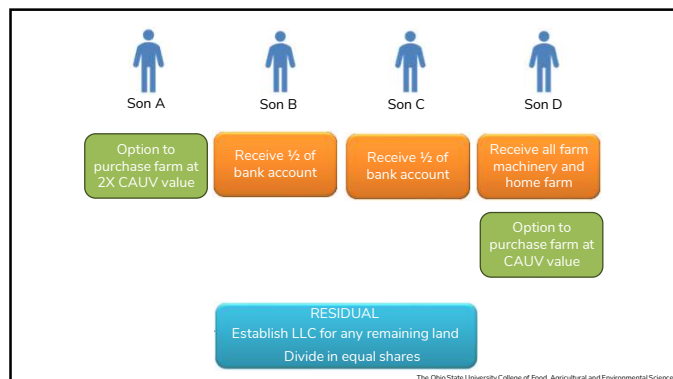 Son A
Son B
Son C
Son D
Option to
purchase farm at
2X CAUV value
Receive ½ of
bank account
Receive ½ of
bank account
Receive all farm
machinery and
home farm
Option to
purchase farm at
CAUV value
RESIDUAL
Establish LLC for any remaining land
Divide in equal shares
The Ohio State University College of Food, Agricultural and Environmental Science